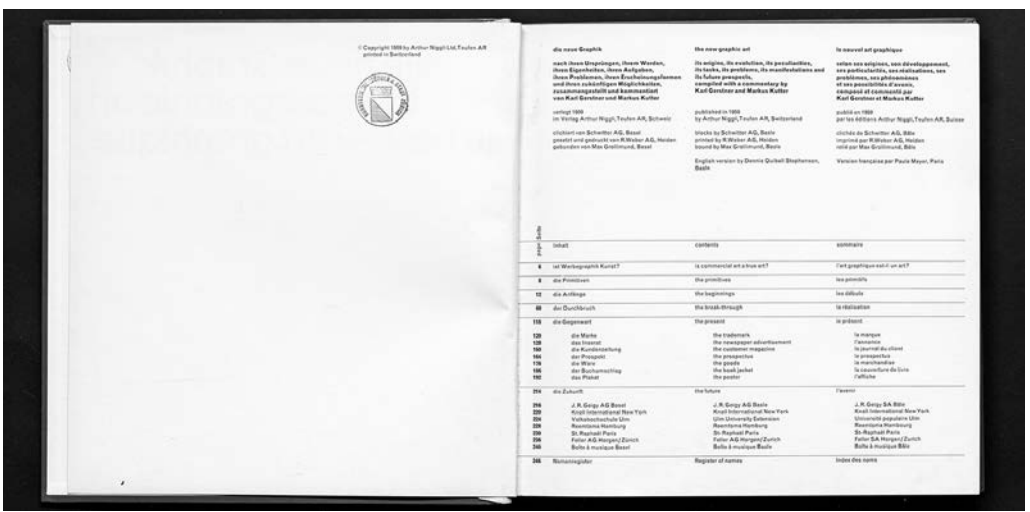 © Copyright 1959 by Arthur Niggli Ltd. Teufen AR
printed in Switzerland
die neue Graphik
nach ihren Ursprüngen, ihrem Werden,
ihren Eigenheiten, ihren Aufgaben,
ihren Problemen, ihren Erscheinungsformen
und ihren zukünftigen Möglichkeiten,
zusammengestellt und kommentiert
von Karl Gerstner und Markus Kutter
verlegt 1959
im Verlag Arthur Niggli, Teufen AR, Schweiz
clichiert von Schwitter AG, Basel
gesetzt und gedruckt von R.Weber AG, Heiden
gebunden von Max Grollimund, Basel
the new graphic art
its origins, its evolution, its peculiarities,
its tasks, its problems, its manifestations and
its future prospects,
compiled with a commentary by
Karl Gerstner and Markus Kutter
published in 1959
by Arthur Niggli, Teufen AR, Switzerland
blocks by Schwitter AG, Basle
printed by R.Weber AG, Heiden
bound by Max Grollimund, Basle
English version by Dennis Quibell Stephenson,
Basle
le nouvel art graphique
selon ses origines, son développement,
ses particularités, ses réalisations, ses
problèmes, ses phénomènes
et ses possibilités d'avenir,
composé et commenté par
Karl Gerstner et Markus Kutter
publié en 1959
par les éditions Arthur Niggli, Teufen AR, Suisse
clichés de Schwitter AG, Bâle
imprimé par R.Weber AG, Heiden
relié par Max Grollimund, Bâle
Version française par Paule Meyer, Paris
page Seite
Inhalt contents sommaire
6 ist Werbegraphik Kunst? is commercial art a true art? l'art graphique est-il un art?
8 die Primitiven the primitives les primitifs
12 die Anfänge the beginnings les débuts
der Durchbruch the break-through la réalisation
die Gegenwart the present le présent
die Marke the trademark la marque
das Inserat the newspaper advertisement l'annonce
die Kundenzeitung the customer magazine le journal du client
der Prospekt the prospectus le prospectus
die Ware the goods la marchandise
der Buchumschlag the book jacket la couverture de livre
das Plakat the poster l'affiche
214 die Zukunft the future l'avenir
J. R. Geigy AG Basel J. R. Geigy AG Basle J. R. Geigy SA Bâle
220 Knoll International New York Knoll International New York Knoll International New York
224 Volkshochschule Ulm Ulm University Extension Université populaire Ulm
Reemtsma Hamburg Reemtsma Hamburg Reemtsma Hambourg
St. Raphaël Paris St-Raphaël Paris St-Raphaël Paris
Feller AG Horgen/Zürich Feller AG Horgen/Zurich Feller SA Horgen/Zurich
Boîte à musique Basel Boîte à musique Basle Boîte à musique Bâle
Namenregister Register of names Index des noms